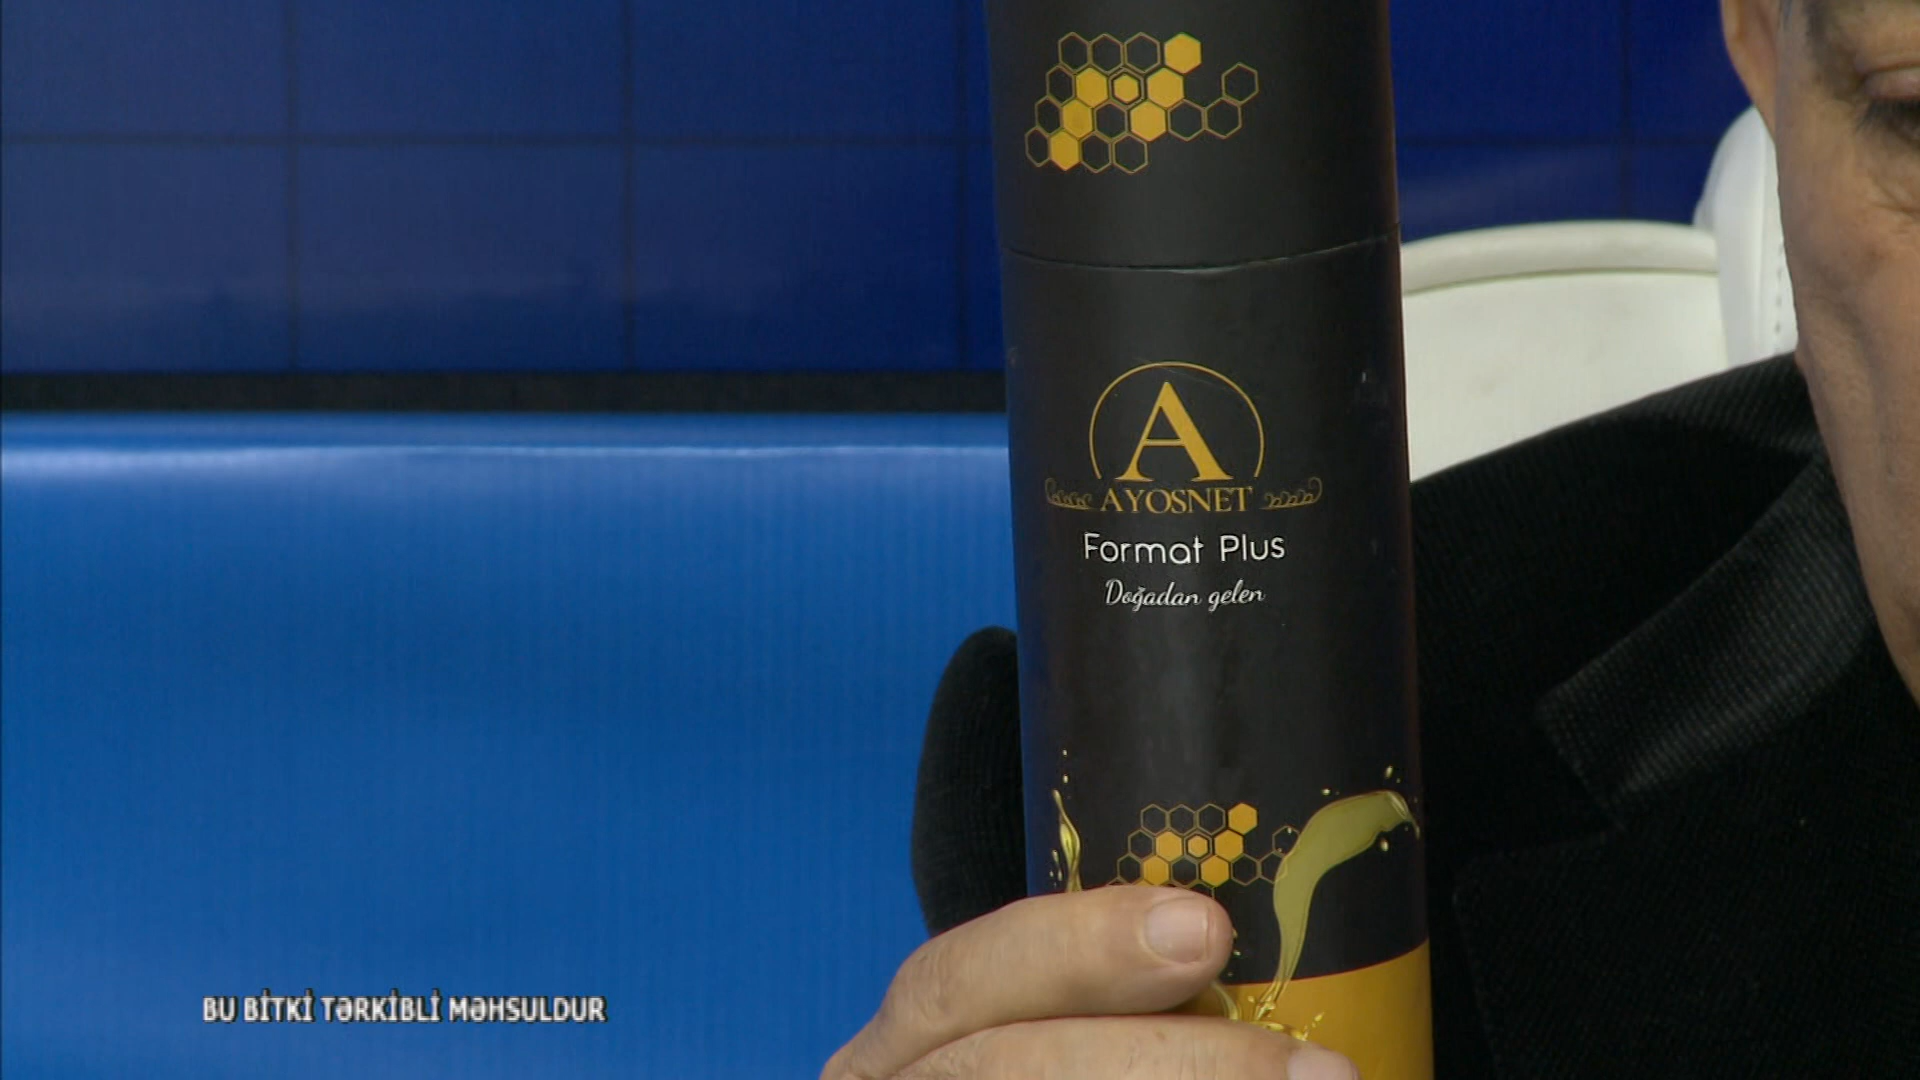 A
AYOSNET
Format Plus
Doğadan gelen
BU BİTKİ TƏRKİBLİ MƏHSULDUR